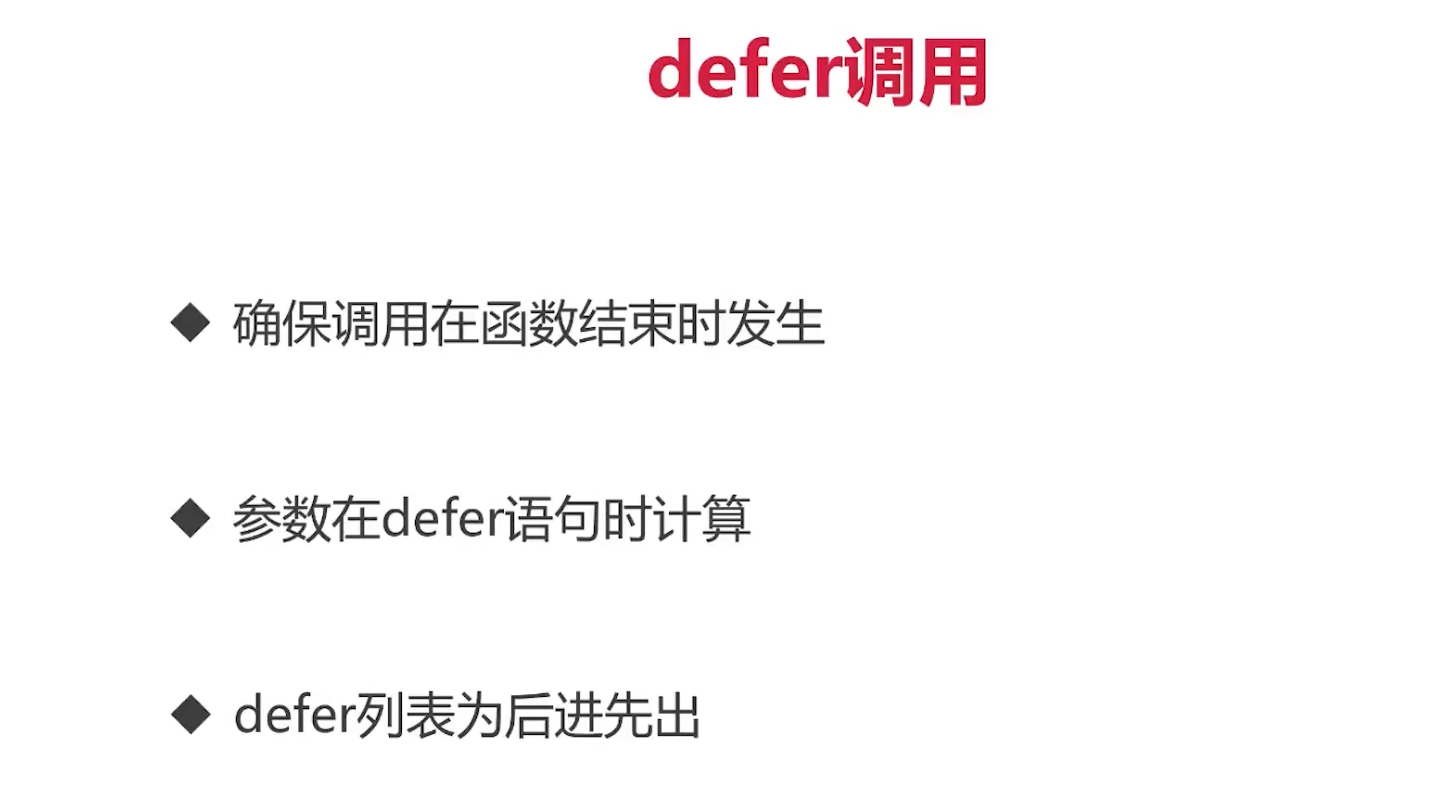 defer调用
确保调用在函数结束时发生
参数在defer语句时计算
defer列表为后进先出